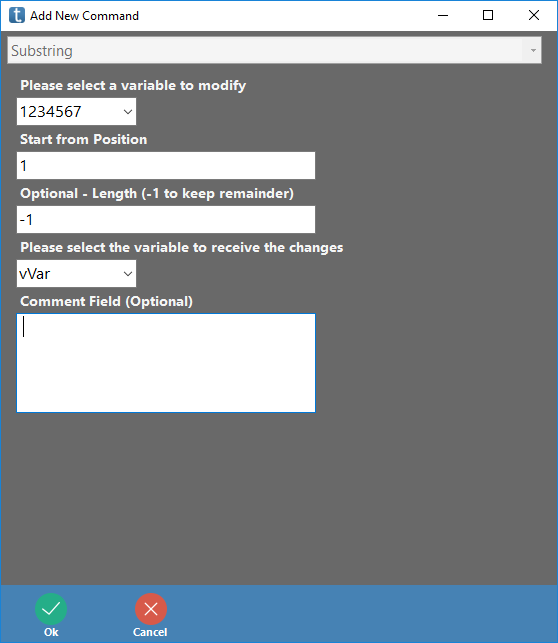 t Add New Command
Substring
Please select a variable to modify
1234567
Start from Position
1
Optional - Length (-1 to keep remainder)
-1
Please select the variable to receive the changes
vVar
Comment Field (Optional)
Ok Cancel